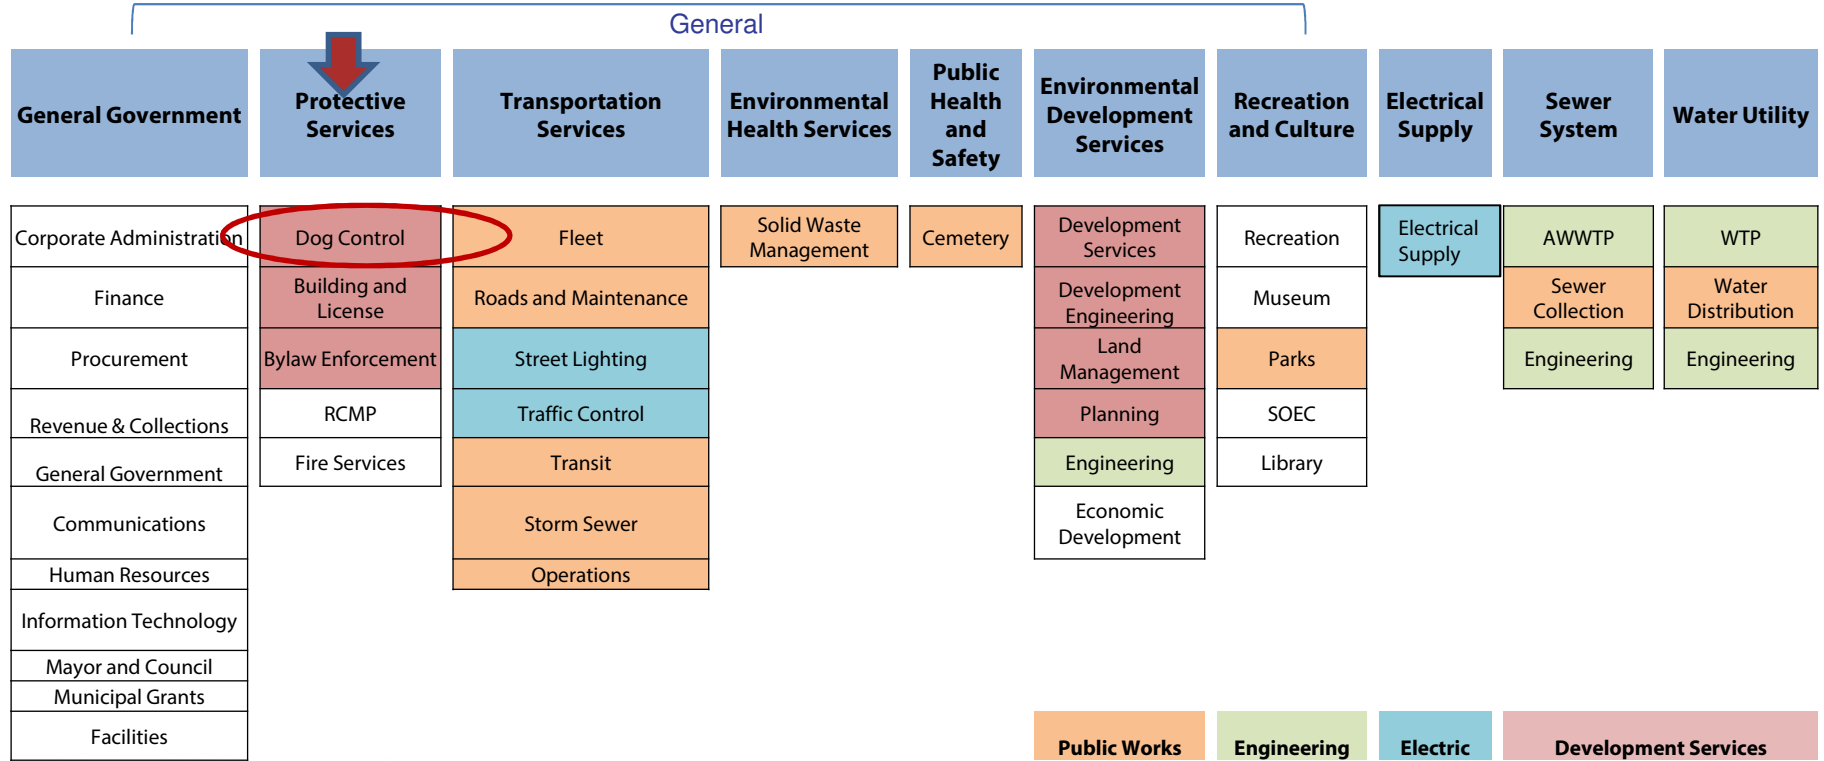 General
General Government
Protective
Services
Transportation
Services
Environmental
Health Services
Public
Health
and
Safety
Environmental
Development
Services
Recreation
and Culture
Electrical
Supply
Sewer
System
Water Utility
Corporate Administration
Finance
Procurement
Revenue & Collections
General Government
Communications
Human Resources
Information Technology
Mayor and Council
Municipal Grants
Facilities
Dog Control
Building and
License
Bylaw Enforcement
RCMP
Fire Services
Fleet
Roads and Maintenance
Street Lighting
Traffic Control
Transit
Storm Sewer
Operations
Solid Waste
Management
Cemetery
Development
Services
Development
Engineering
Land
Management
Planning
Engineering
Economic
Development
Recreation
Museum
Parks
SOEC
Library
Electrical
Supply
AWWTP
Sewer
Collection
Engineering
WTP
Water
Distribution
Engineering
Public Works
Engineering
Electric
Development Services